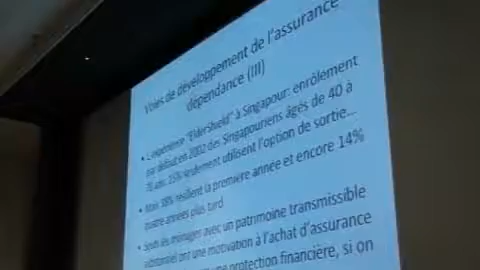 Voies de développement de l'assurance
dépendance (III)
• L'expérience "Eldershield" à Singapour: enrôlement
par défaut en 2002 des Singapouriens âgés de 40 à
ans. seulement utilisent l'option de sortie...
• Mais 38% résilient la première année et encore 14%
quatre années plus tard
• Seuls les ménages avec un patrimoine transmissible
substantiel ont une motivation à l'achat d'assurance
une protection financière, si on